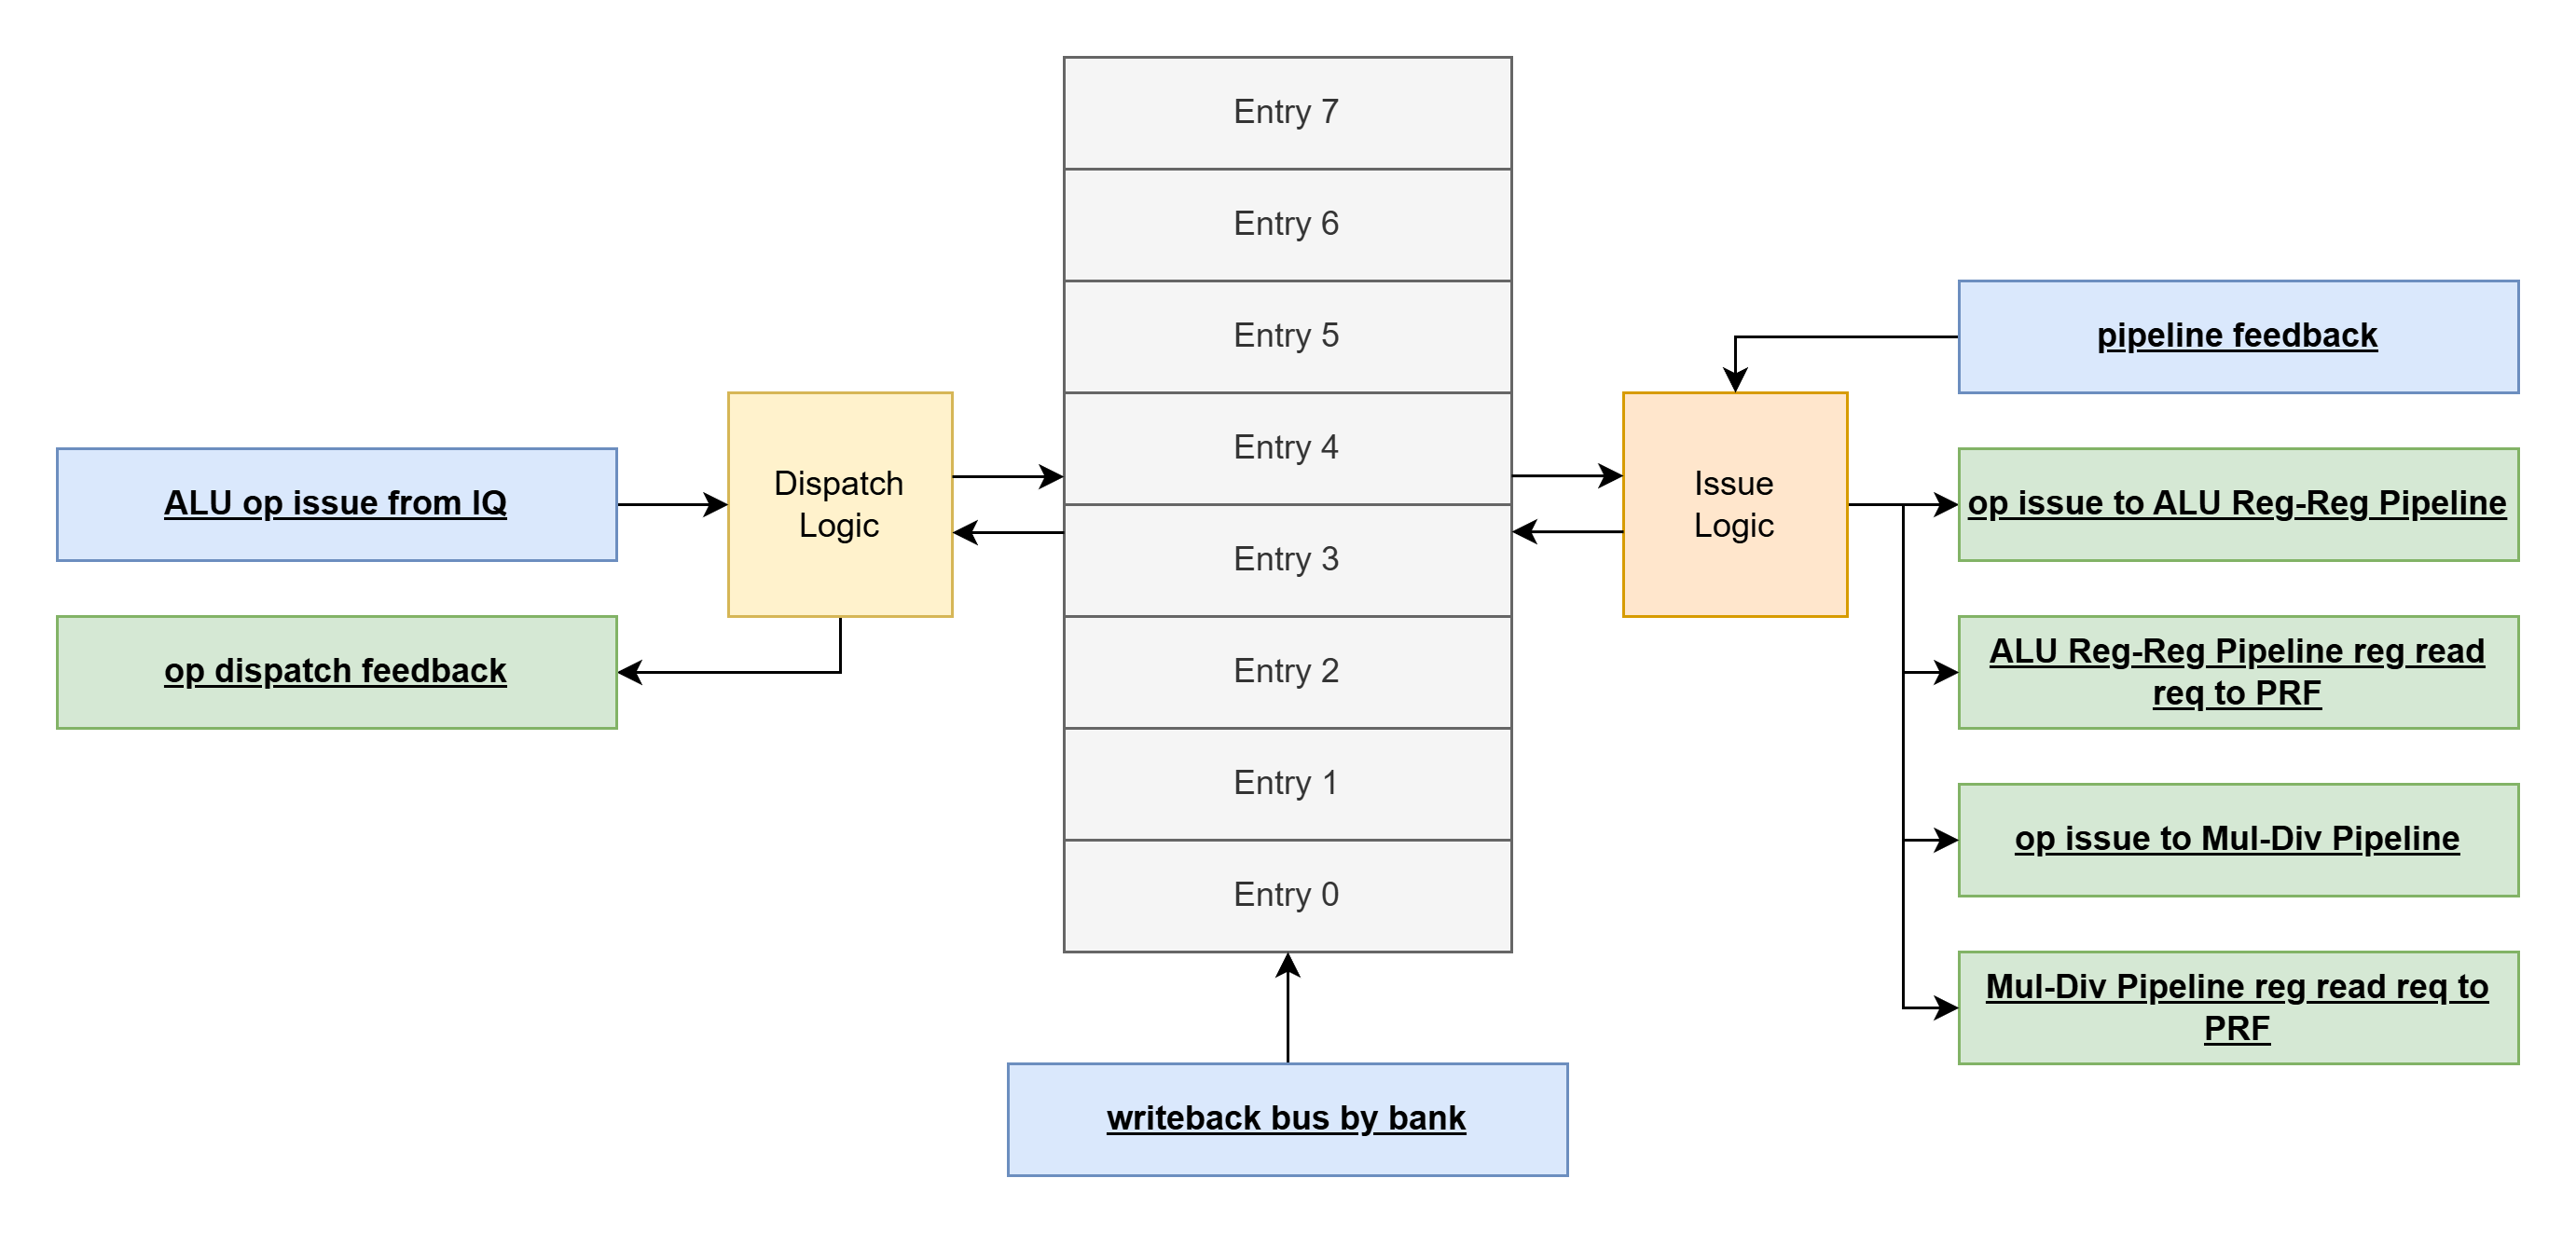 ALU op issue from IQ
op dispatch feedback
Dispatch
Logic
Entry 7
Entry 6
Entry 5
Entry 4
Entry 3
Entry 2
Entry 1
Entry 0
writeback bus by bank
Issue
Logic
pipeline feedback
op issue to ALU Reg-Reg Pipeline
ALU Reg-Reg Pipeline reg read
req to PRF
op issue to Mul-Div Pipeline
Mul-Div Pipeline reg read req to
PRF